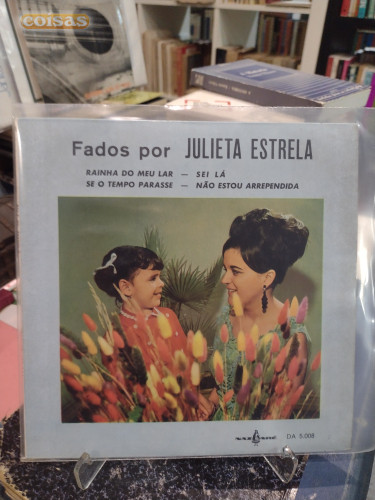 coisas
Fados por JULIETA ESTRELA
RAINHA DO MEU LAR — SEI LÁ
SE O TEMPO PARASSE — NÃO ESTOU ARREPENDIDA
DA 5.008